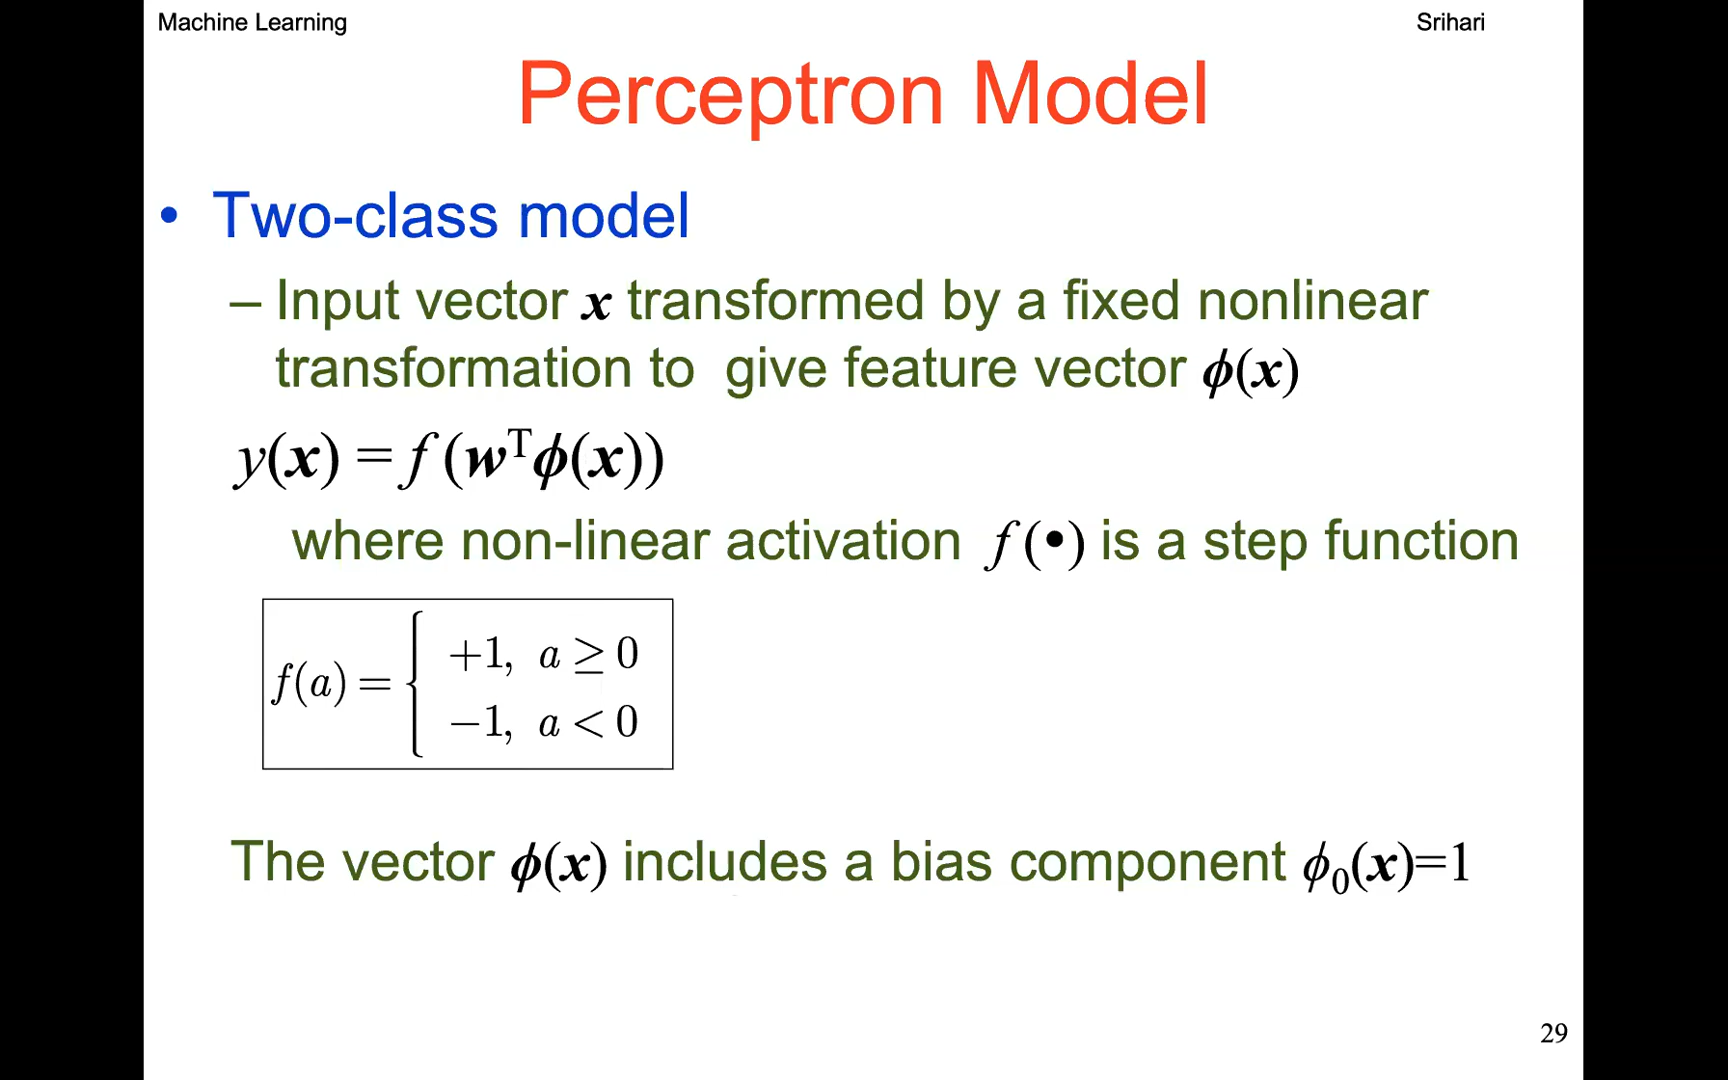 Machine Learning
Srihari
Perceptron Model
• Two-class model
– Input vector x transformed by a fixed nonlinear
transformation to give feature vector ϕ(x)
y(x) = f (wᵀϕ(x))
where non-linear activation f (•) is a step function
f(a) = { +1, a ≥ 0
−1, a < 0
The vector ϕ(x) includes a bias component ϕ₀(x)=1
29